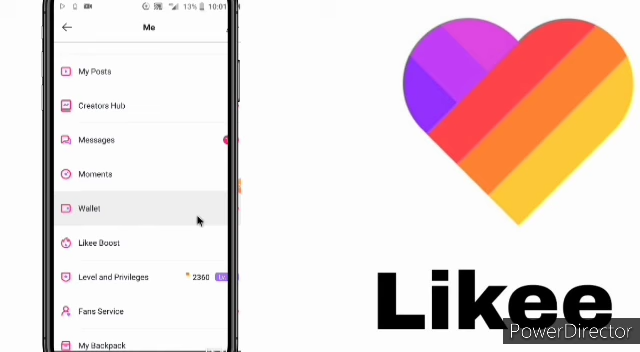 13% 10:01
Me
My Posts
Creators Hub
Messages
Moments
Wallet
Likee Boost
Level and Privileges 2360
Fans Service
My Backpack
Likee
PowerDirector